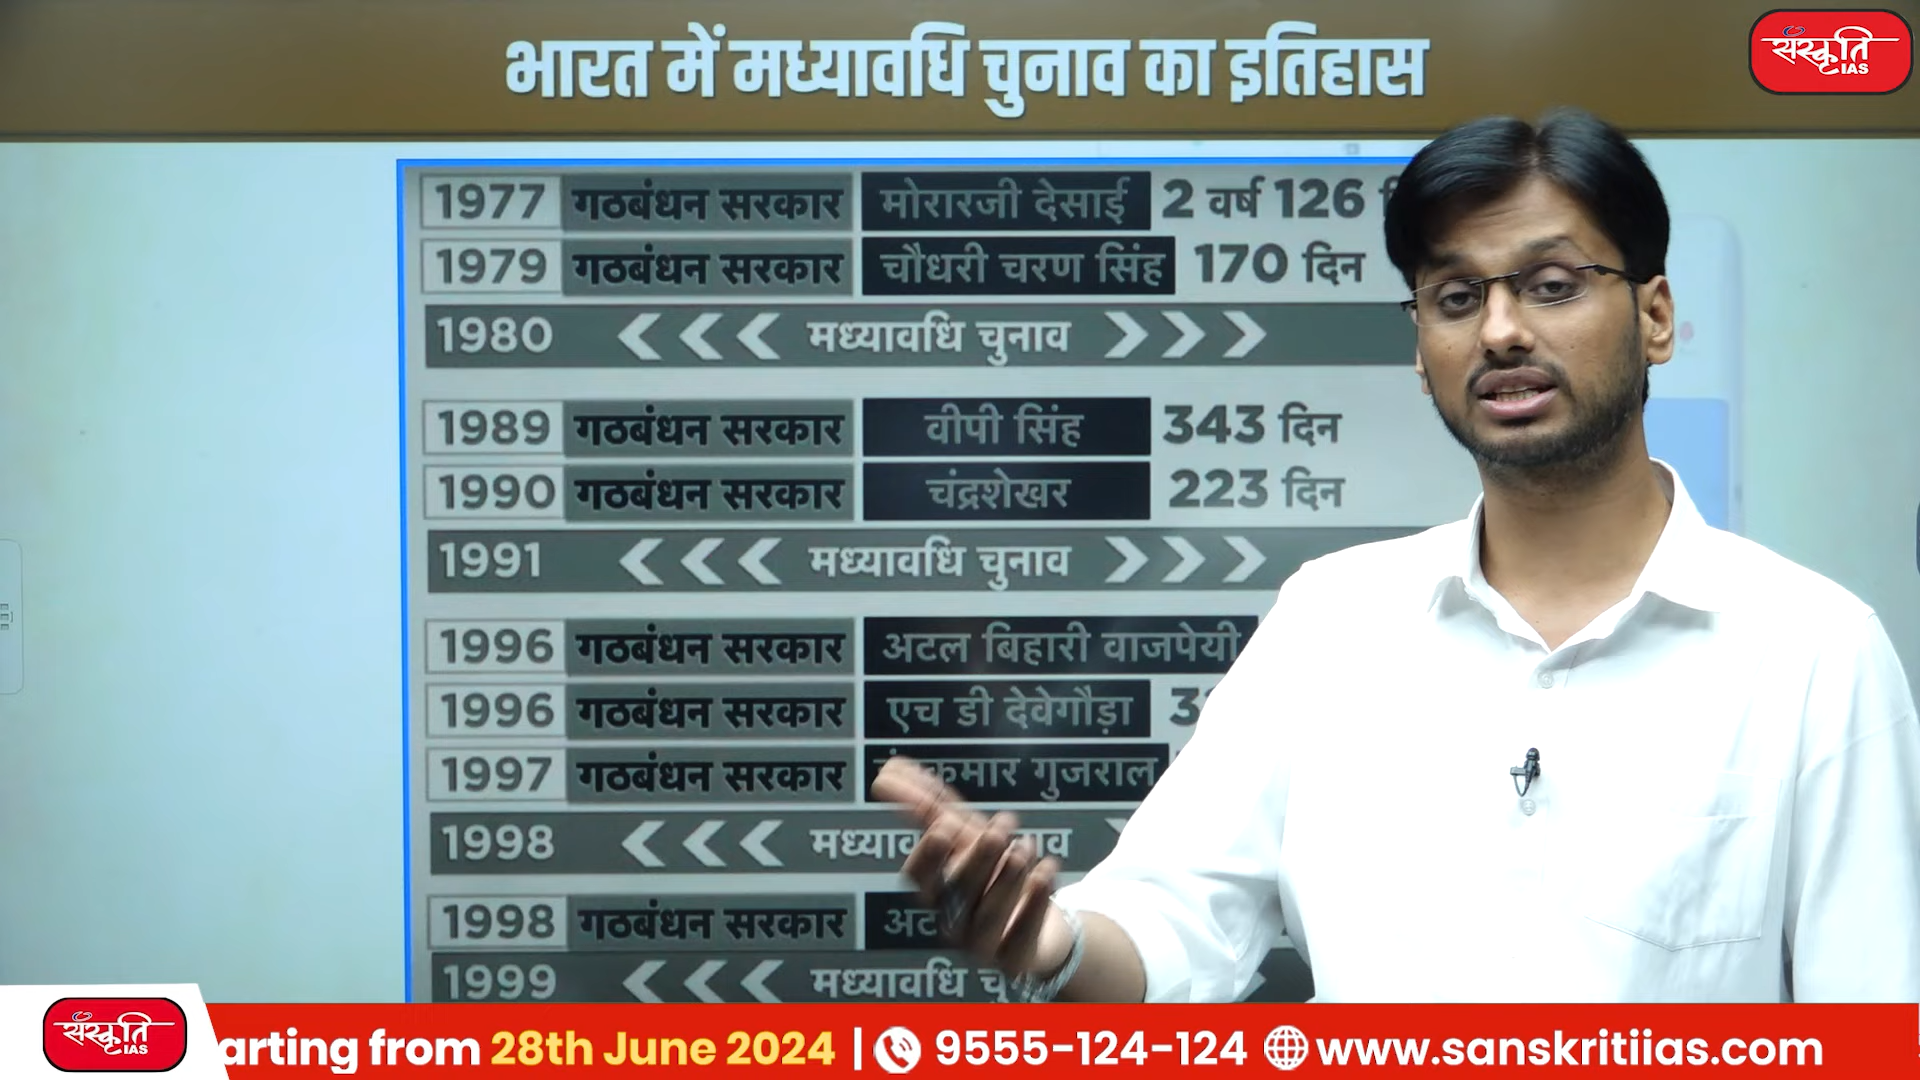 भारत में मध्यावधि चुनाव का इतिहास
संस्कृति
IAS
1977 गठबंधन सरकार मोरारजी देसाई 2 वर्ष 126
1979 गठबंधन सरकार चौधरी चरण सिंह 170 दिन
1980 मध्यावधि चुनाव
1989 गठबंधन सरकार वीपी सिंह 343 दिन
1990 गठबंधन सरकार चंद्रशेखर 223 दिन
1991 मध्यावधि चुनाव
1996 गठबंधन सरकार अटल बिहारी वाजपेयी
1996 गठबंधन सरकार एच डी देवेगौड़ा
1997 गठबंधन सरकार गुजराल
1998
1998 गठबंधन सरकार
1999 मध्यावधि
संस्कृति
IAS
arting from 28th June 2024 | 9555-124-124 www.sanskritiias.com